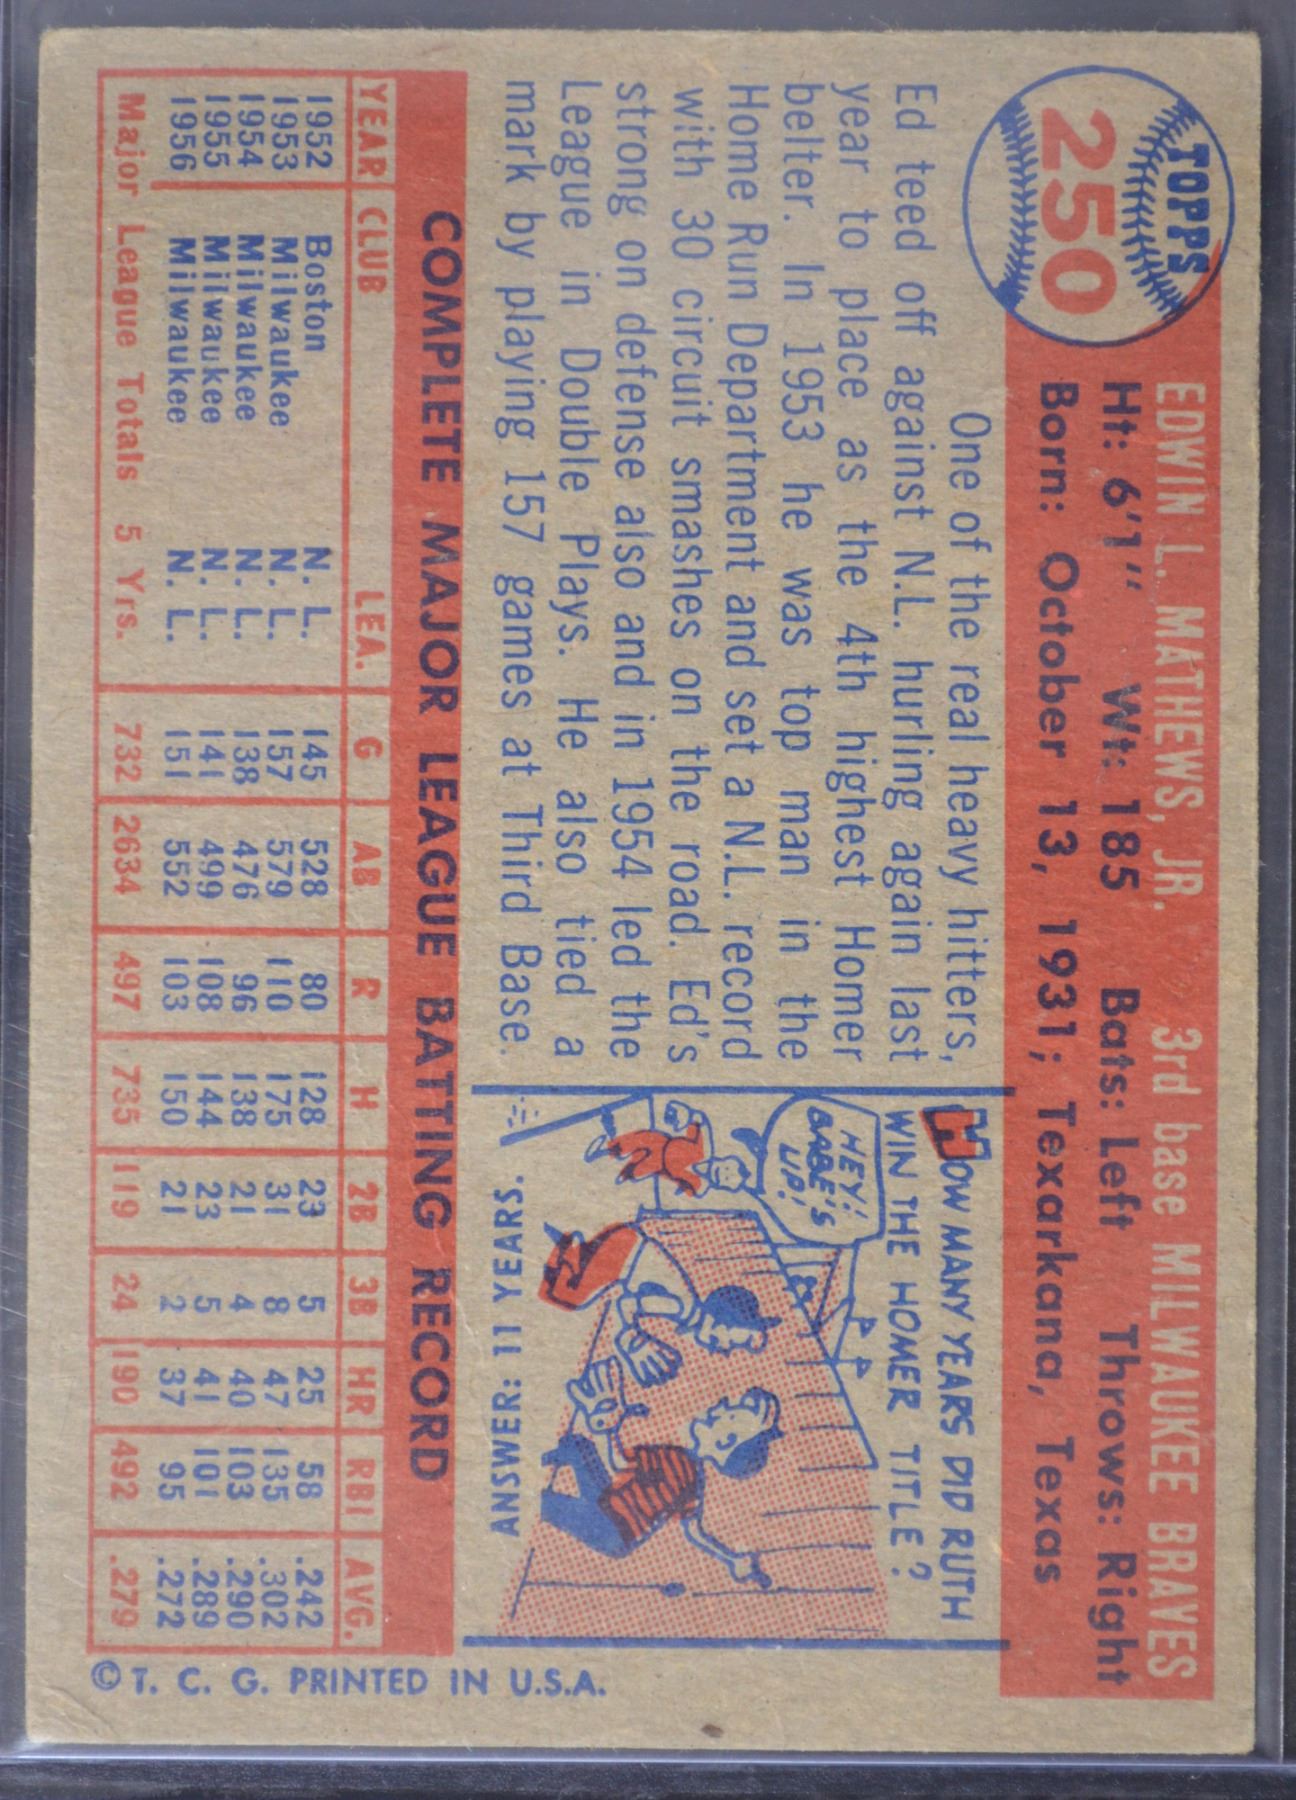 TOPPS
250
EDWIN L. MATHEWS, JR. 3rd base MILWAUKEE BRAVES
Ht: 6'1" Wt: 185 Bats: Left Throws: Right
Born: October 13, 1931; Texarkana, Texas
One of the real heavy hitters,
Ed teed off against N.L. hurling again last
year to place as the 4th highest Homer
belter. In 1953 he was top man in the
Home Run Department and set a N.L. record
with 30 circuit smashes on the road. Ed's
strong on defense also and in 1954 led the
League in Double Plays. He also tied a
mark by playing 157 games at Third Base.
HOW MANY YEARS DID RUTH
WIN THE HOMER TITLE?
HEY!
BABE'S
UP!
ANSWER: 11 YEARS.
COMPLETE MAJOR LEAGUE BATTING RECORD
YEAR CLUB LEA. G AB R H 2B 3B HR RBI AVG.
1952 Boston N. L. 145 528 80 128 23 5 25 58 .242
1953 Milwaukee N. L. 157 579 110 175 31 8 47 135 .302
1954 Milwaukee N. L. 138 476 96 138 21 4 40 103 .290
1955 Milwaukee N. L. 141 499 108 144 23 5 41 101 .289
1956 Milwaukee N. L. 151 552 103 150 21 2 37 95 .272
Major League Totals 5 Yrs. 732 2634 497 735 119 24 190 492 .279
© T. C. G. PRINTED IN U.S.A.